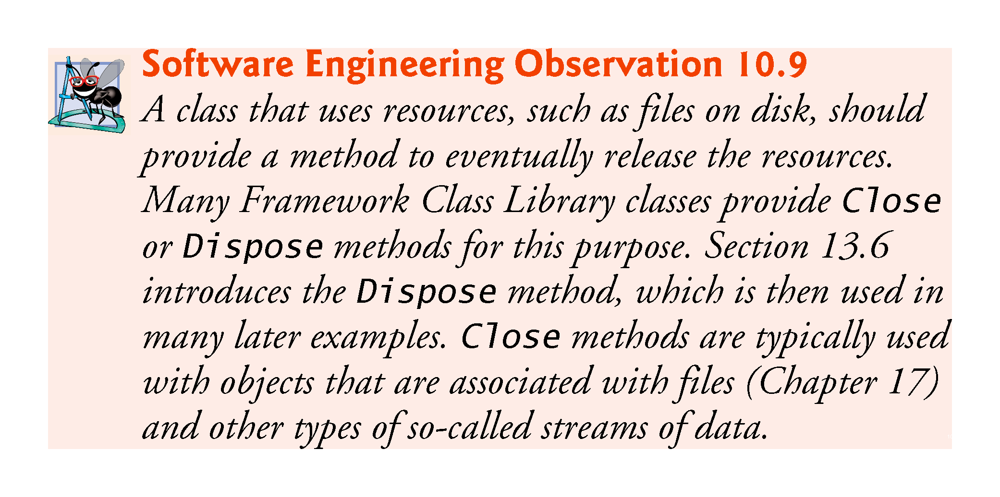 Software Engineering Observation 10.9
A class that uses resources, such as files on disk, should
provide a method to eventually release the resources.
Many Framework Class Library classes provide Close
or Dispose methods for this purpose. Section 13.6
introduces the Dispose method, which is then used in
many later examples. Close methods are typically used
with objects that are associated with files (Chapter 17)
and other types of so-called streams of data.